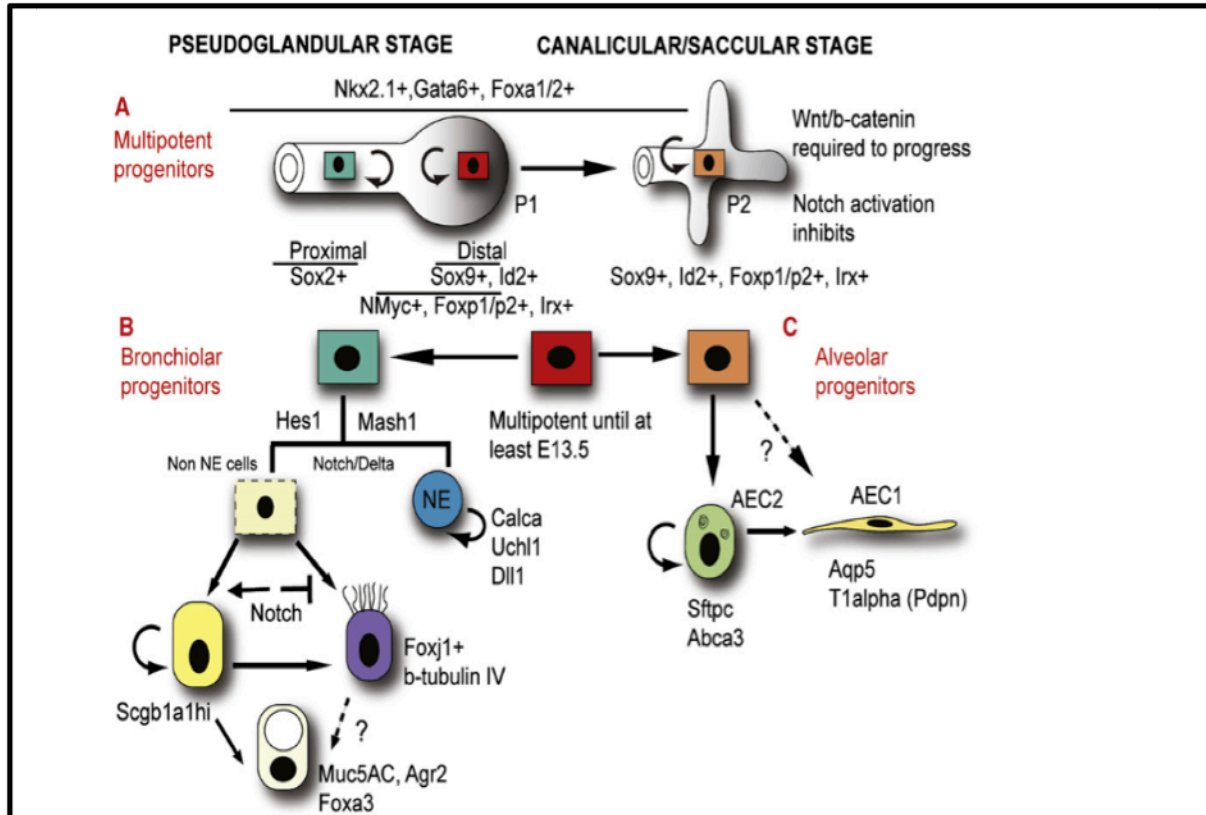 PSEUDOGLANDULAR STAGE
CANALICULAR/SACCULAR STAGE
Nkx2.1+,Gata6+, Foxa1/2+
A
Multipotent
progenitors
P1
P2
Wnt/b-catenin
required to progress
Notch activation
inhibits
Proximal
Sox2+
Distal
Sox9+, Id2+
NMyc+, Foxp1/p2+, Irx+
Sox9+, Id2+, Foxp1/p2+, Irx+
B
Bronchiolar
progenitors
C
Alveolar
progenitors
Hes1
Mash1
Multipotent until at
least E13.5
Non NE cells
Notch/Delta
NE
Calca
Uchl1
Dll1
?
AEC2
AEC1
Aqp5
T1alpha (Pdpn)
Sftpc
Abca3
Notch
Foxj1+
b-tubulin IV
Scgb1a1hi
?
Muc5AC, Agr2
Foxa3